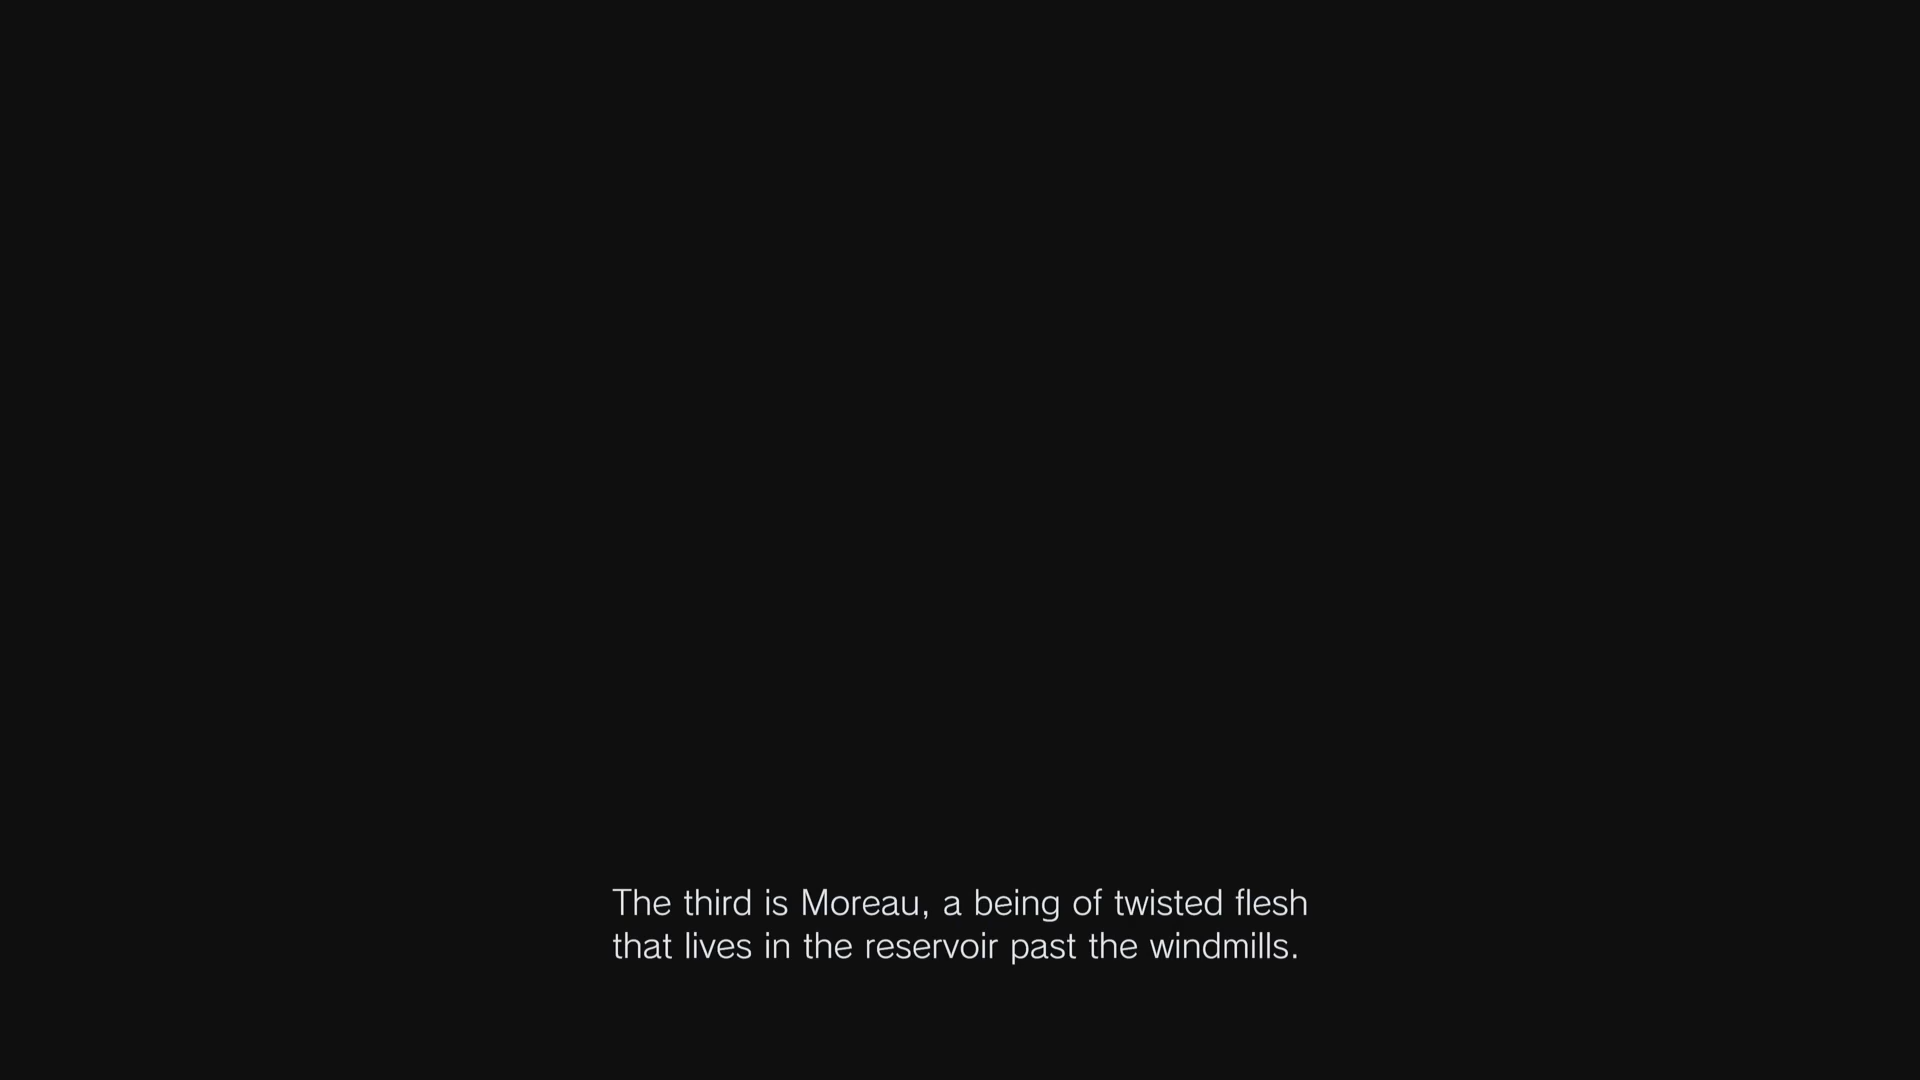 The third is Moreau, a being of twisted flesh
that lives in the reservoir past the windmills.